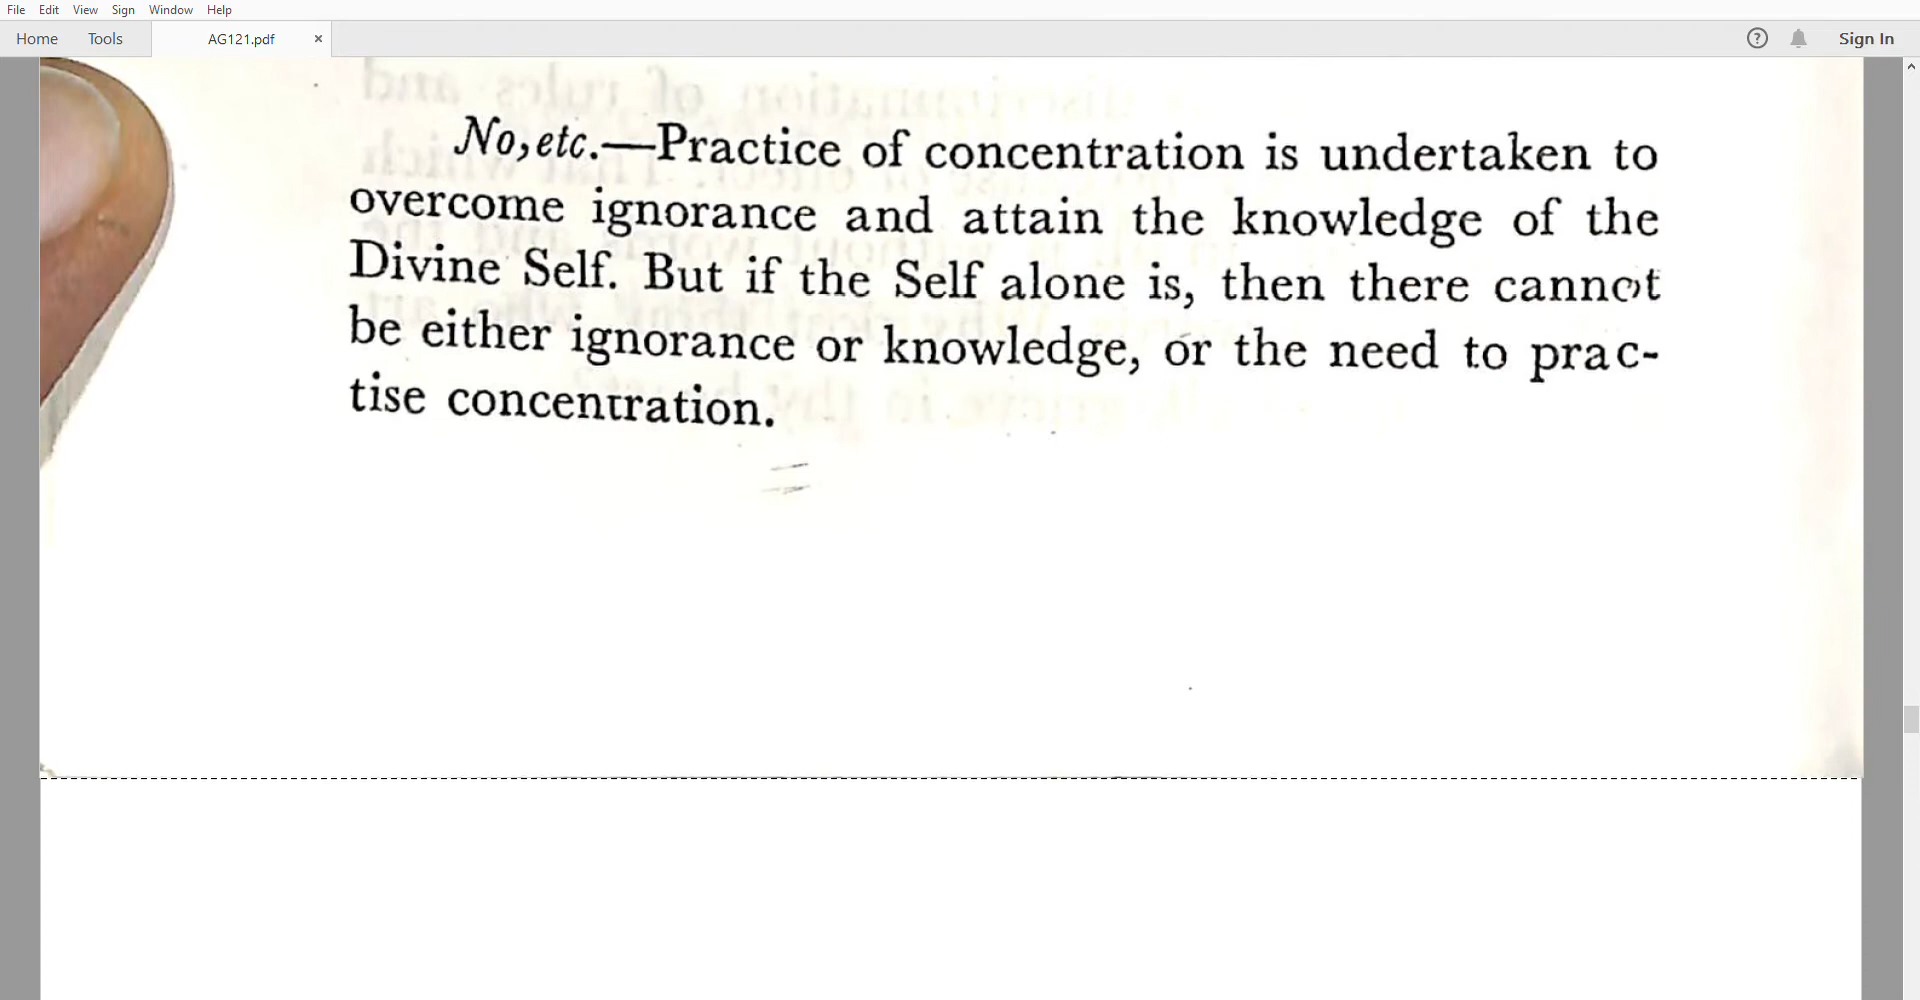 File Edit View Sign Window Help
Home Tools AG121.pdf × ? Sign In
No, etc.—Practice of concentration is undertaken to
overcome ignorance and attain the knowledge of the
Divine Self. But if the Self alone is, then there cannot
be either ignorance or knowledge, or the need to prac-
tise concentration.